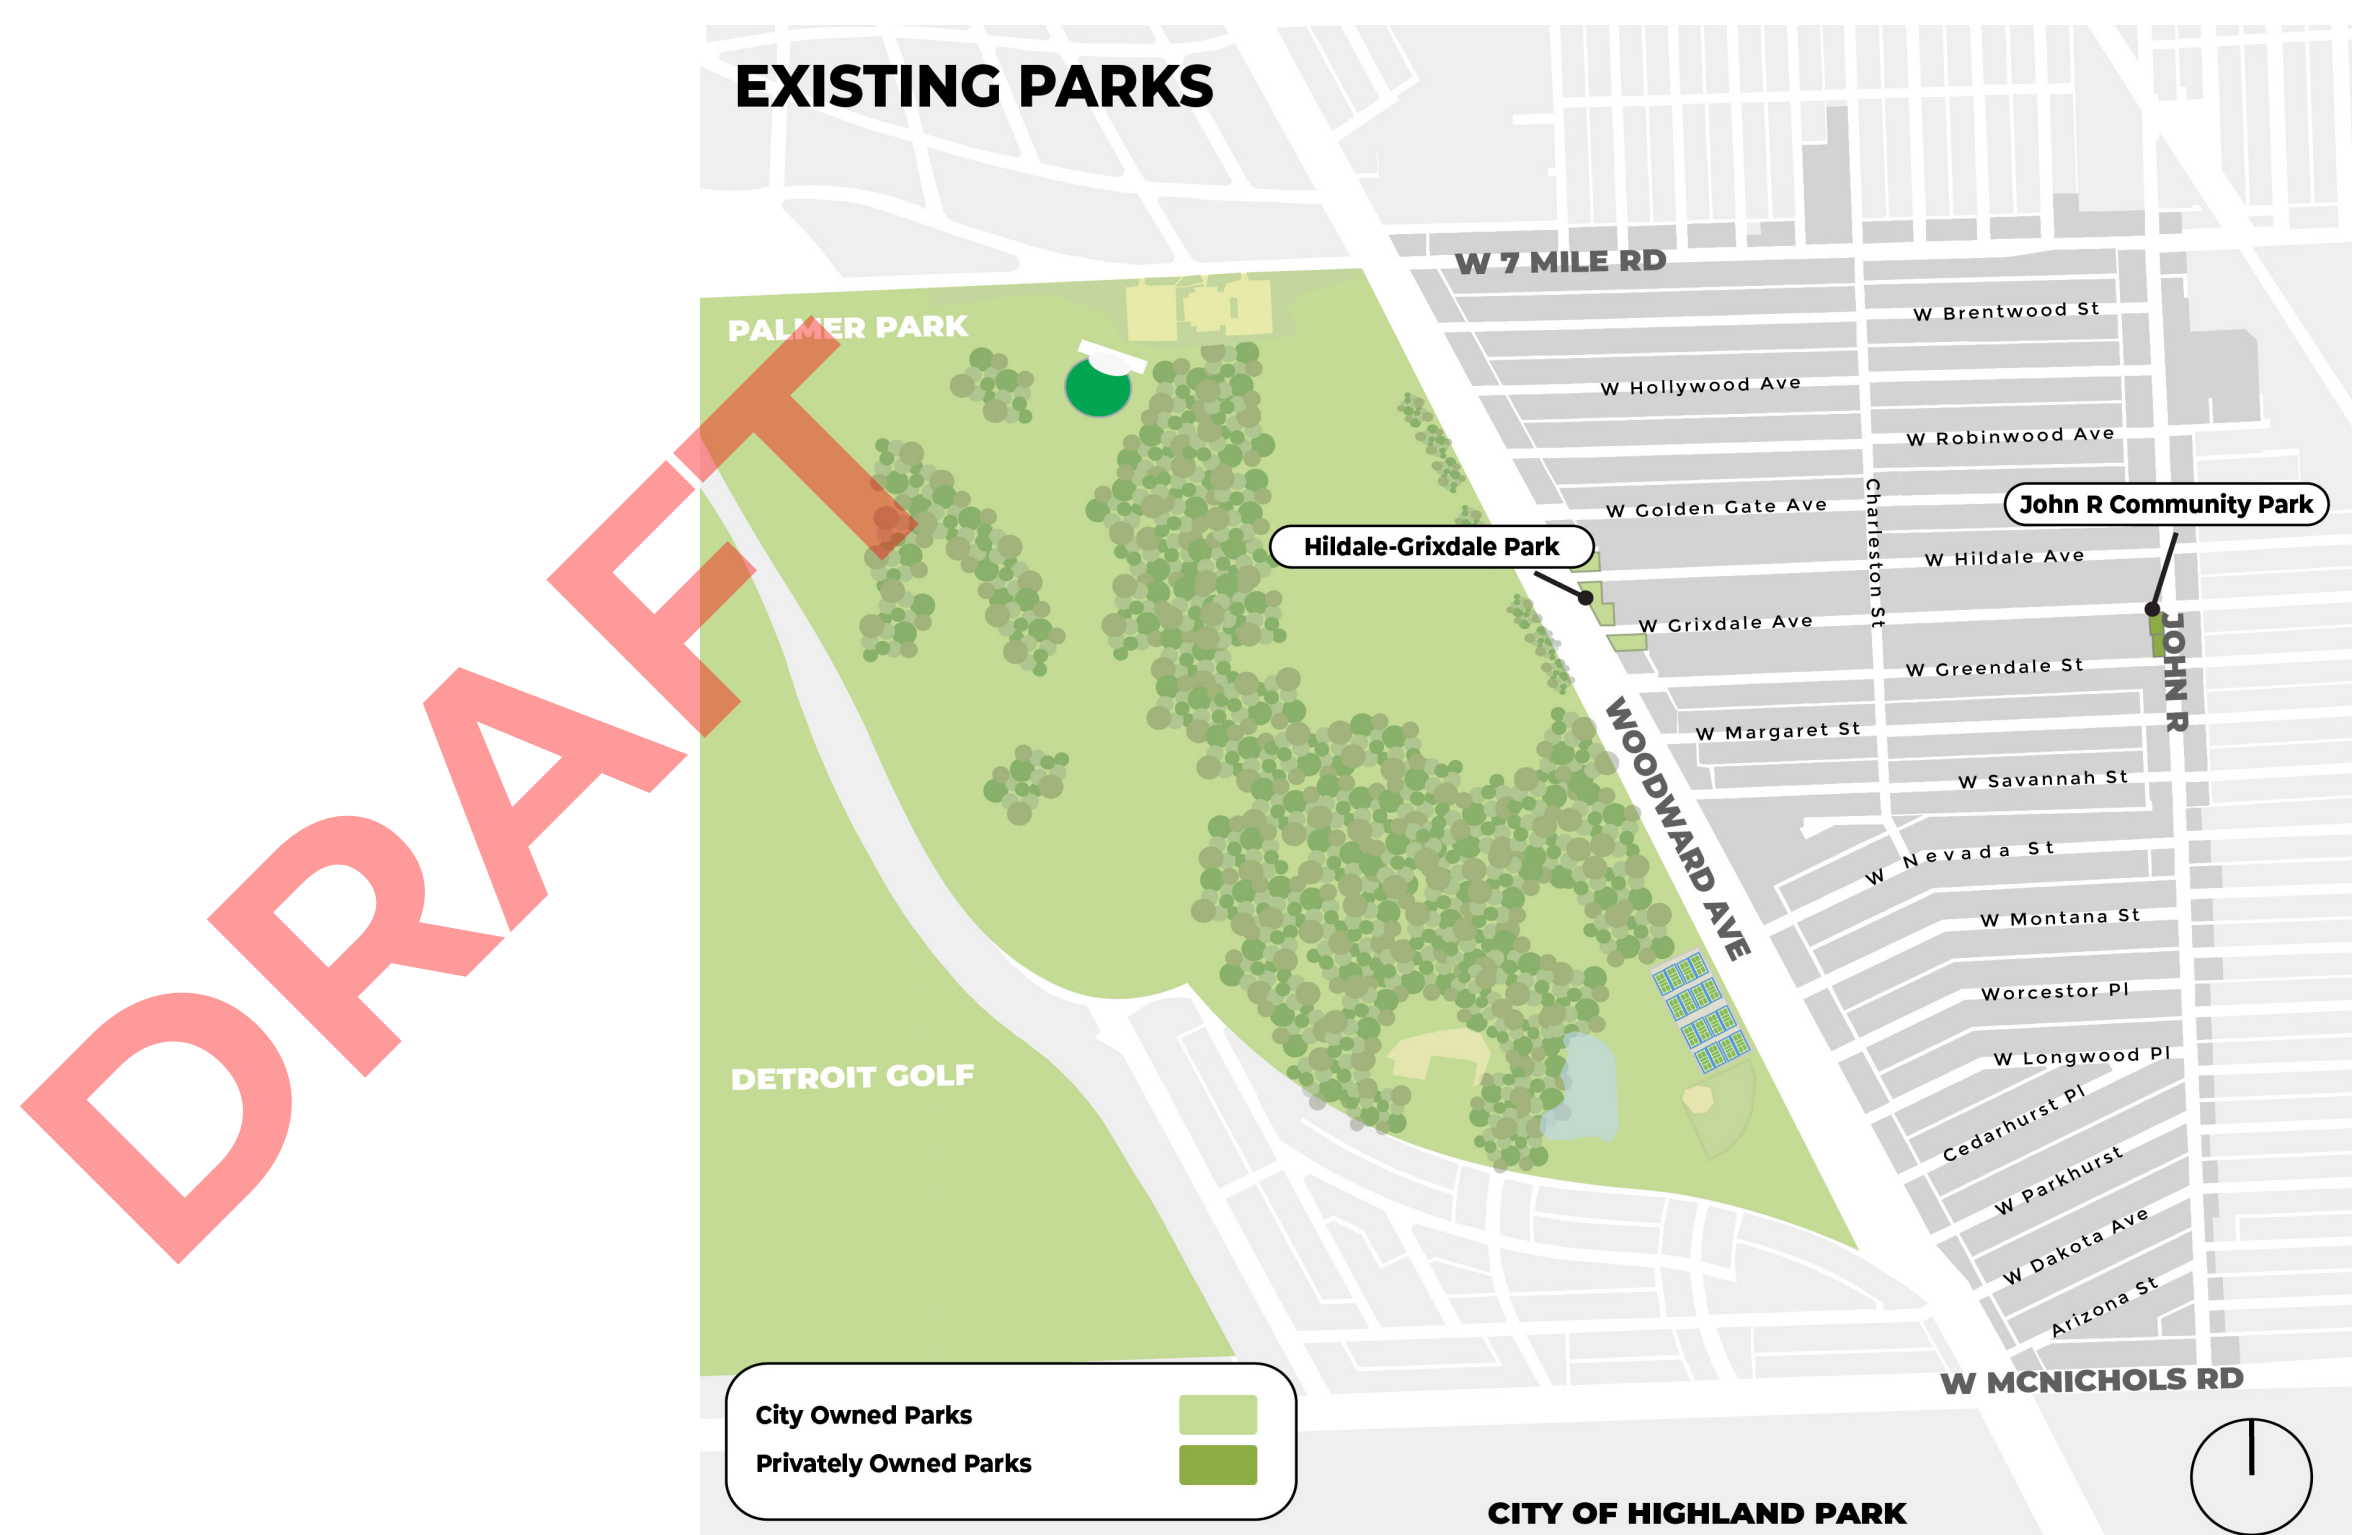 EXISTING PARKS
W 7 MILE RD
W Brentwood St
PALMER PARK
W Hollywood Ave
W Robinwood Ave
Charleston St
John R Community Park
W Golden Gate Ave
Hildale-Grixdale Park
W Hildale Ave
W Grixdale Ave
JOHN R
W Greendale St
WOODWARD AVE
W Margaret St
W Savannah St
W Nevada St
W Montana St
Worcestor Pl
W Longwood Pl
DETROIT GOLF
Cedarhurst Pl
W Parkhurst
W Dakota Ave
Arizona St
W MCNICHOLS RD
City Owned Parks
Privately Owned Parks
CITY OF HIGHLAND PARK
DRAFT